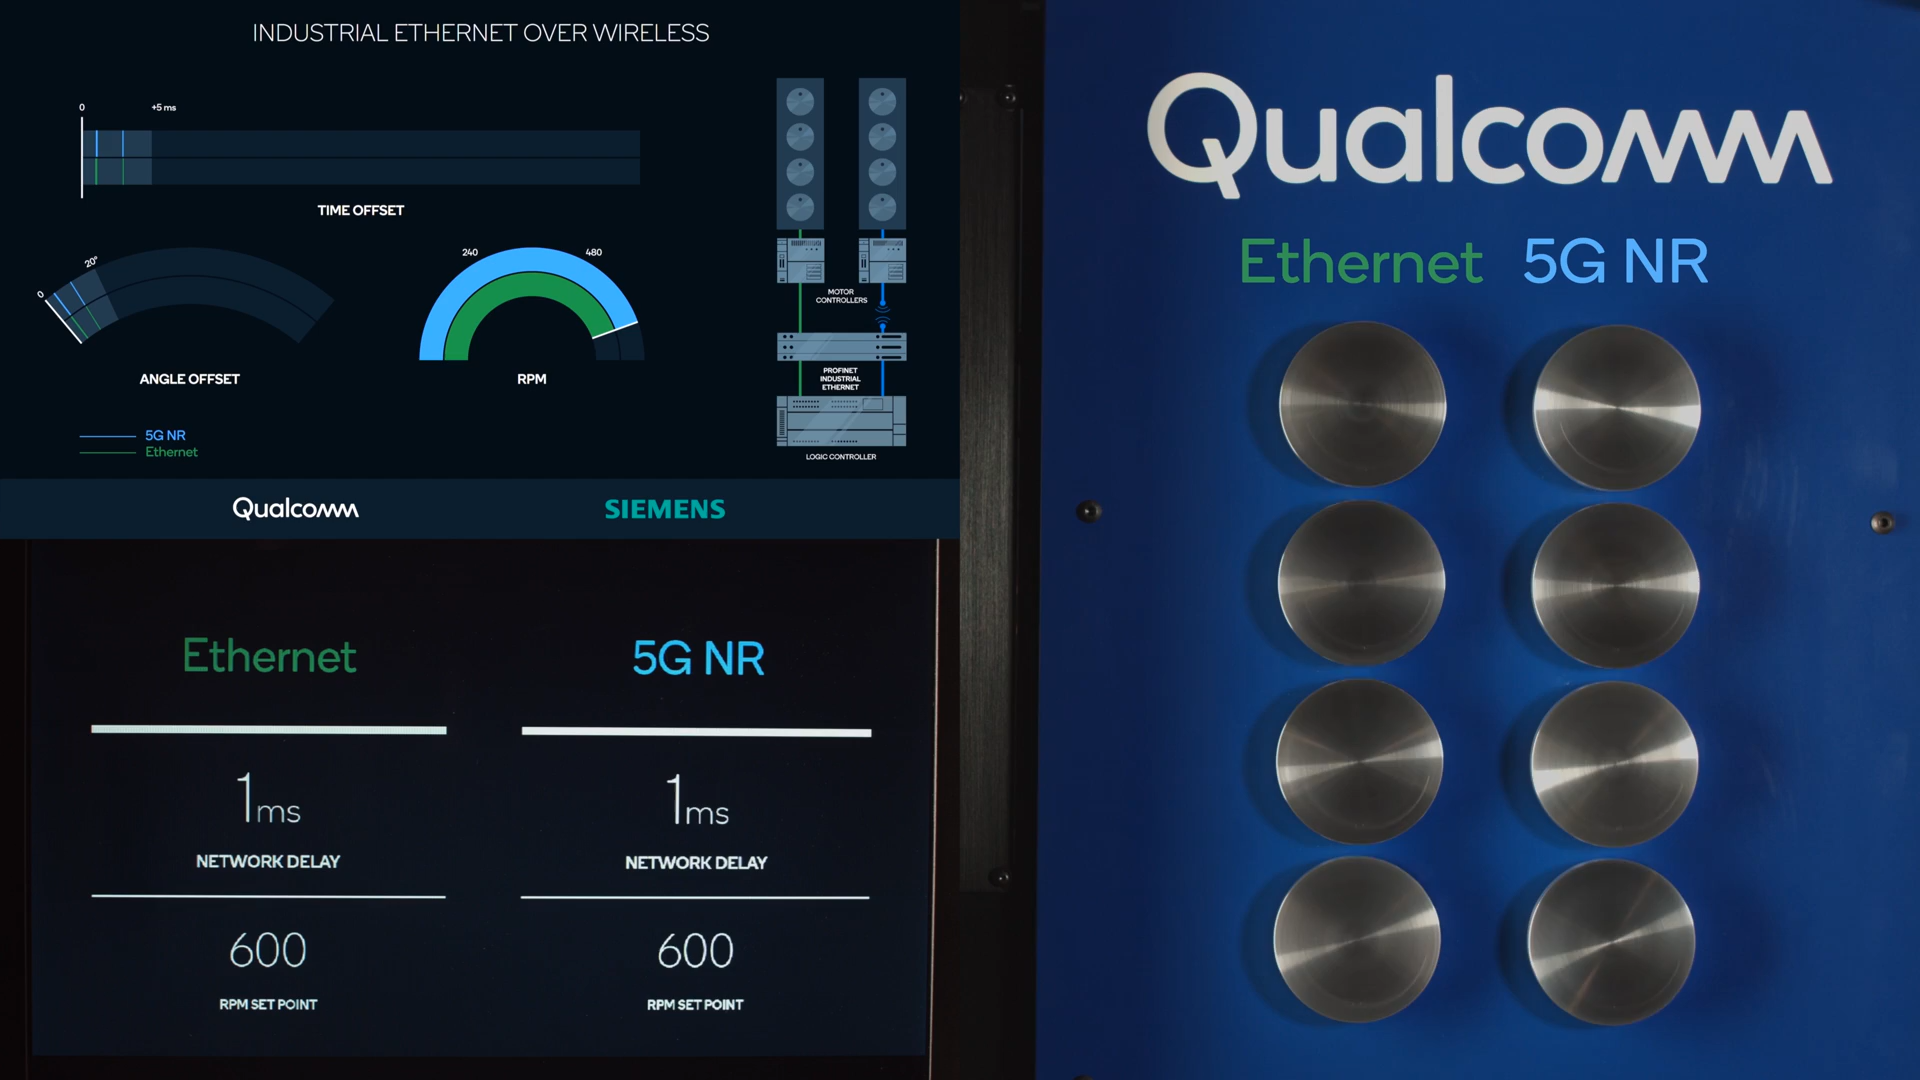 INDUSTRIAL ETHERNET OVER WIRELESS
0
+5 ms
TIME OFFSET
0
20°
ANGLE OFFSET
240
480
RPM
5G NR
Ethernet
MOTOR
CONTROLLERS
PROFINET
INDUSTRIAL
ETHERNET
LOGIC CONTROLLER
Qualcomm
SIEMENS
Ethernet
5G NR
1ms
1ms
NETWORK DELAY
NETWORK DELAY
600
600
RPM SET POINT
RPM SET POINT
Qualcomm
Ethernet 5G NR